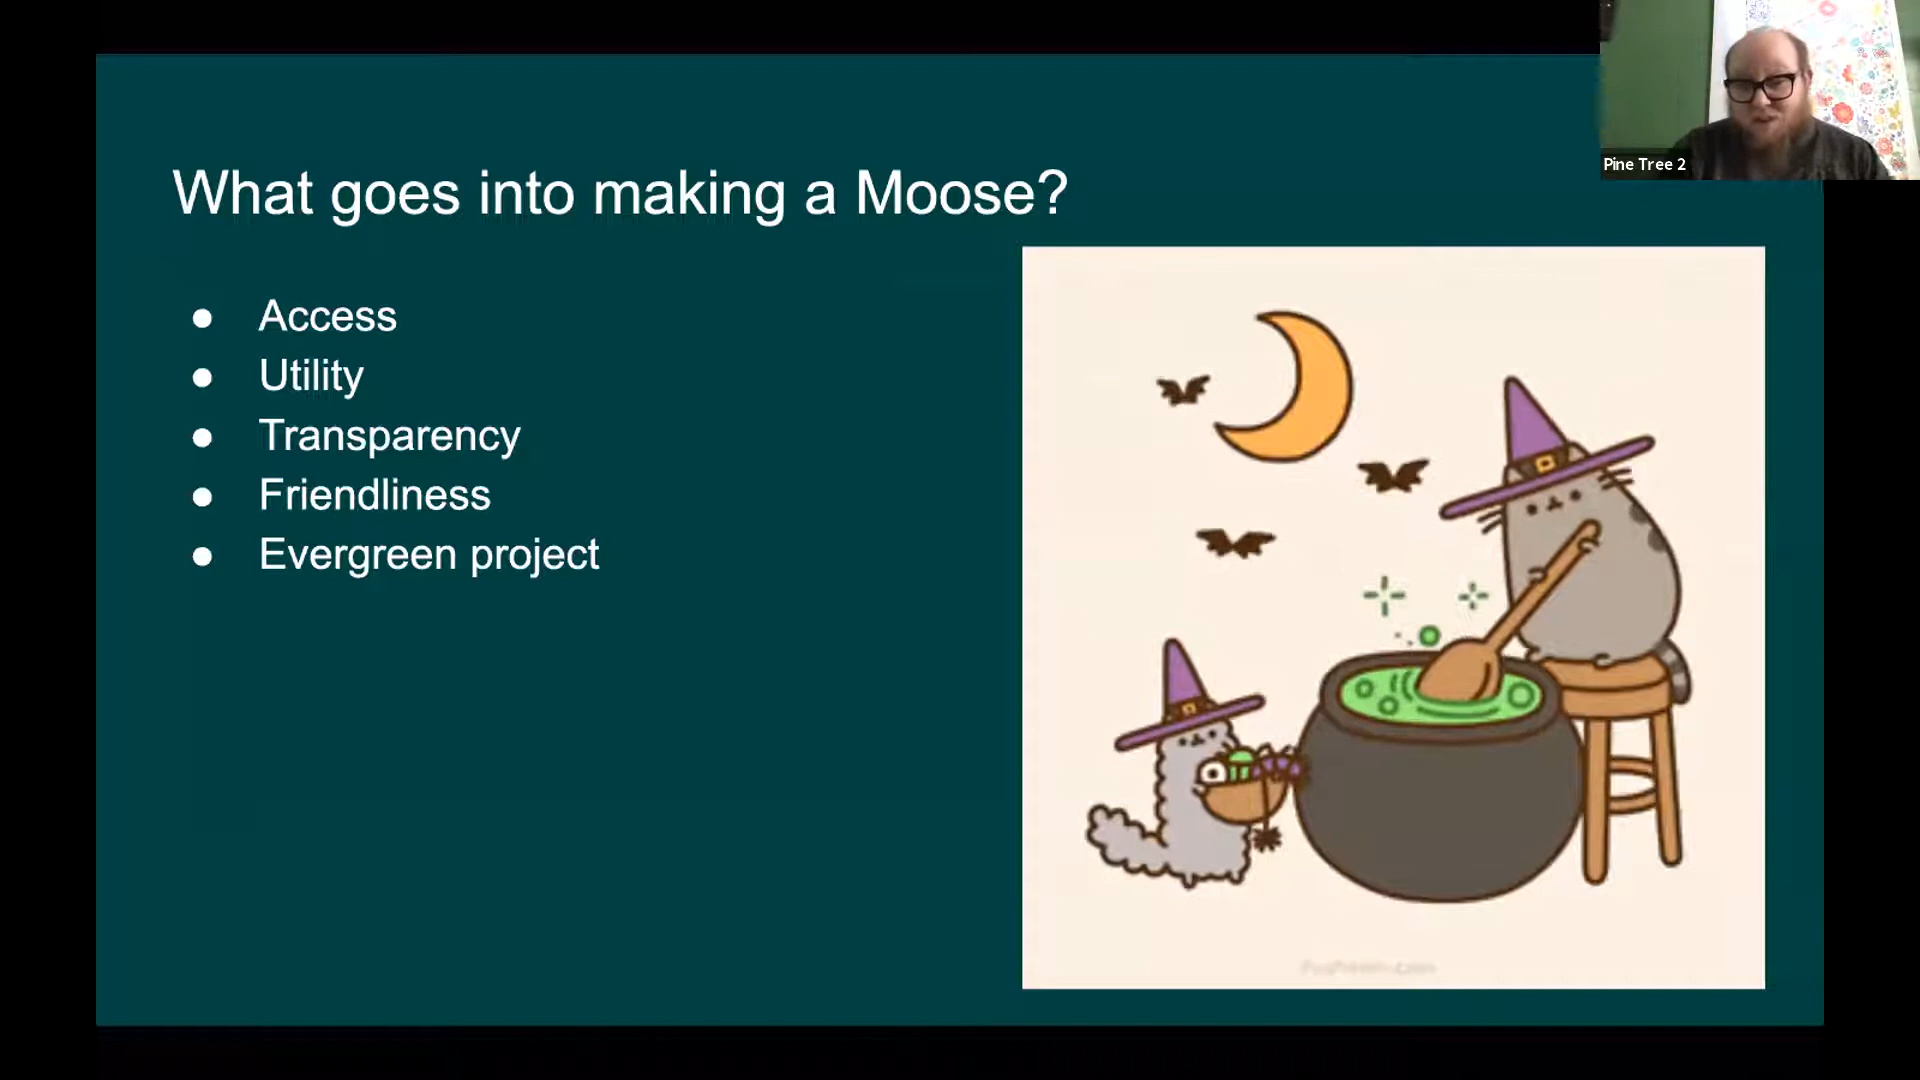 Pine Tree 2
What goes into making a Moose?
Access
Utility
Transparency
Friendliness
Evergreen project